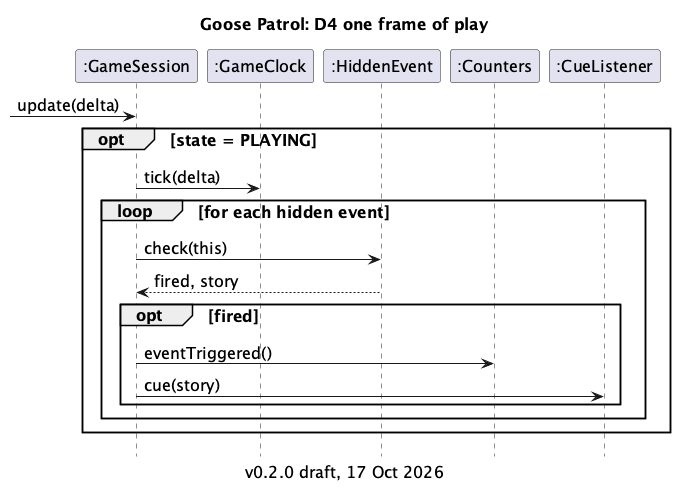 Goose Patrol: D4 one frame of play
:GameSession :GameClock :HiddenEvent :Counters :CueListener
update(delta)
opt [state = PLAYING]
tick(delta)
loop [for each hidden event]
check(this)
fired, story
opt [fired]
eventTriggered()
cue(story)
v0.2.0 draft, 17 Oct 2026